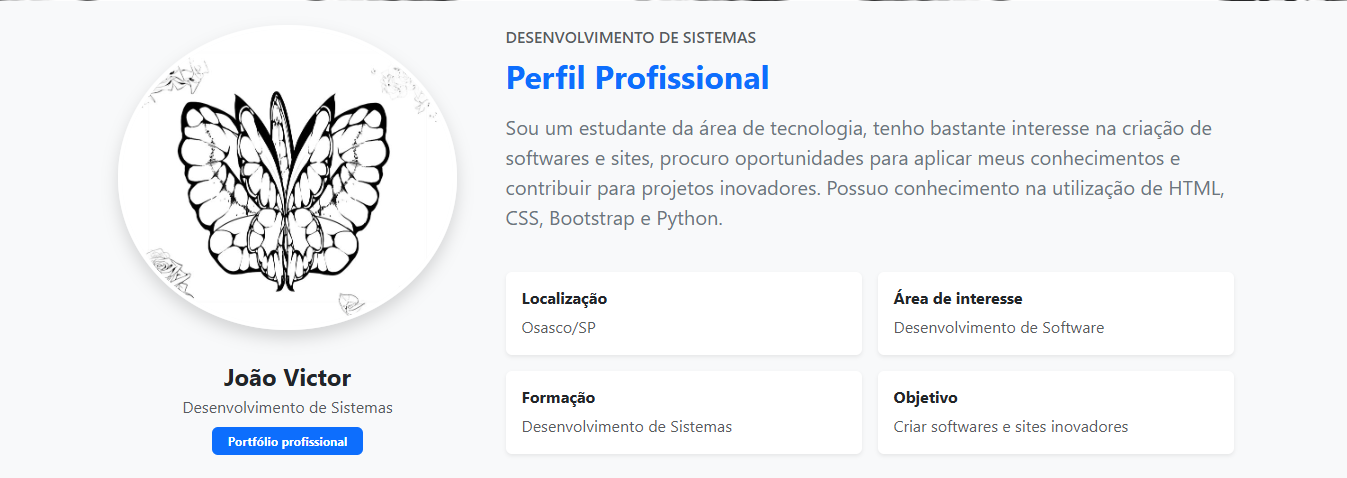 DESENVOLVIMENTO DE SISTEMAS
Perfil Profissional
Sou um estudante da área de tecnologia, tenho bastante interesse na criação de
softwares e sites, procuro oportunidades para aplicar meus conhecimentos e
contribuir para projetos inovadores. Possuo conhecimento na utilização de HTML,
CSS, Bootstrap e Python.
Localização
Osasco/SP
Área de interesse
Desenvolvimento de Software
Formação
Desenvolvimento de Sistemas
Objetivo
Criar softwares e sites inovadores
João Victor
Desenvolvimento de Sistemas
Portfólio profissional